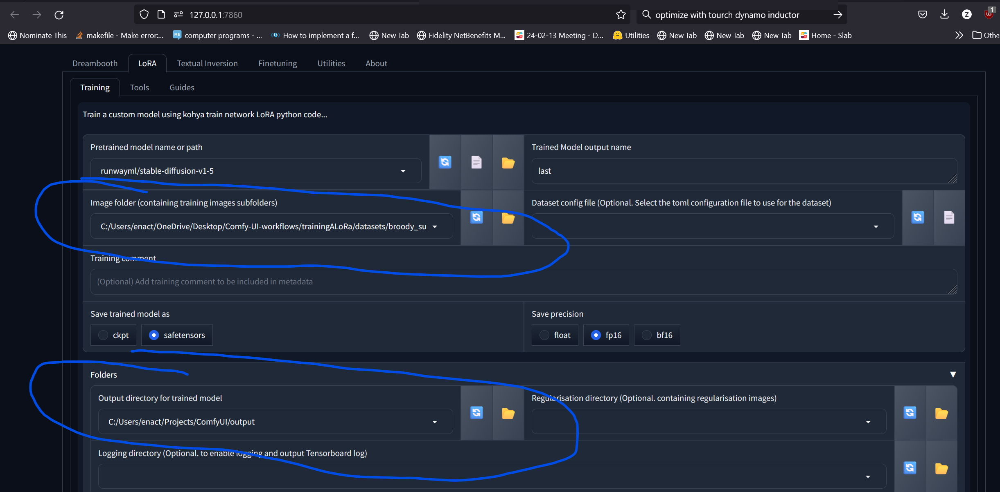 127.0.0.1:7860
optimize with tourch dynamo inductor
Z
1
Nominate This
makefile - Make error:...
ME
computer programs - ...
How to implement a f...
New Tab
Fidelity NetBenefits M...
24-02-13 Meeting - D...
Utilities
New Tab
New Tab
New Tab
Home - Slab
Othe
Dreambooth
LoRA
Textual Inversion
Finetuning
Utilities
About
Training
Tools
Guides
Train a custom model using kohya train network LoRA python code...
Pretrained model name or path
runwayml/stable-diffusion-v1-5
Trained Model output name
last
Image folder (containing training images subfolders)
C:/Users/enact/OneDrive/Desktop/Comfy-UI-workflows/trainingALoRa/datasets/broody_su
Dataset config file (Optional. Select the toml configuration file to use for the dataset)
Training comment
(Optional) Add training comment to be included in metadata
Save trained model as
ckpt
safetensors
Save precision
float
fp16
bf16
Folders
Output directory for trained model
C:/Users/enact/Projects/ComfyUI/output
Regularisation directory (Optional. containing regularisation images)
Logging directory (Optional. to enable logging and output Tensorboard log)